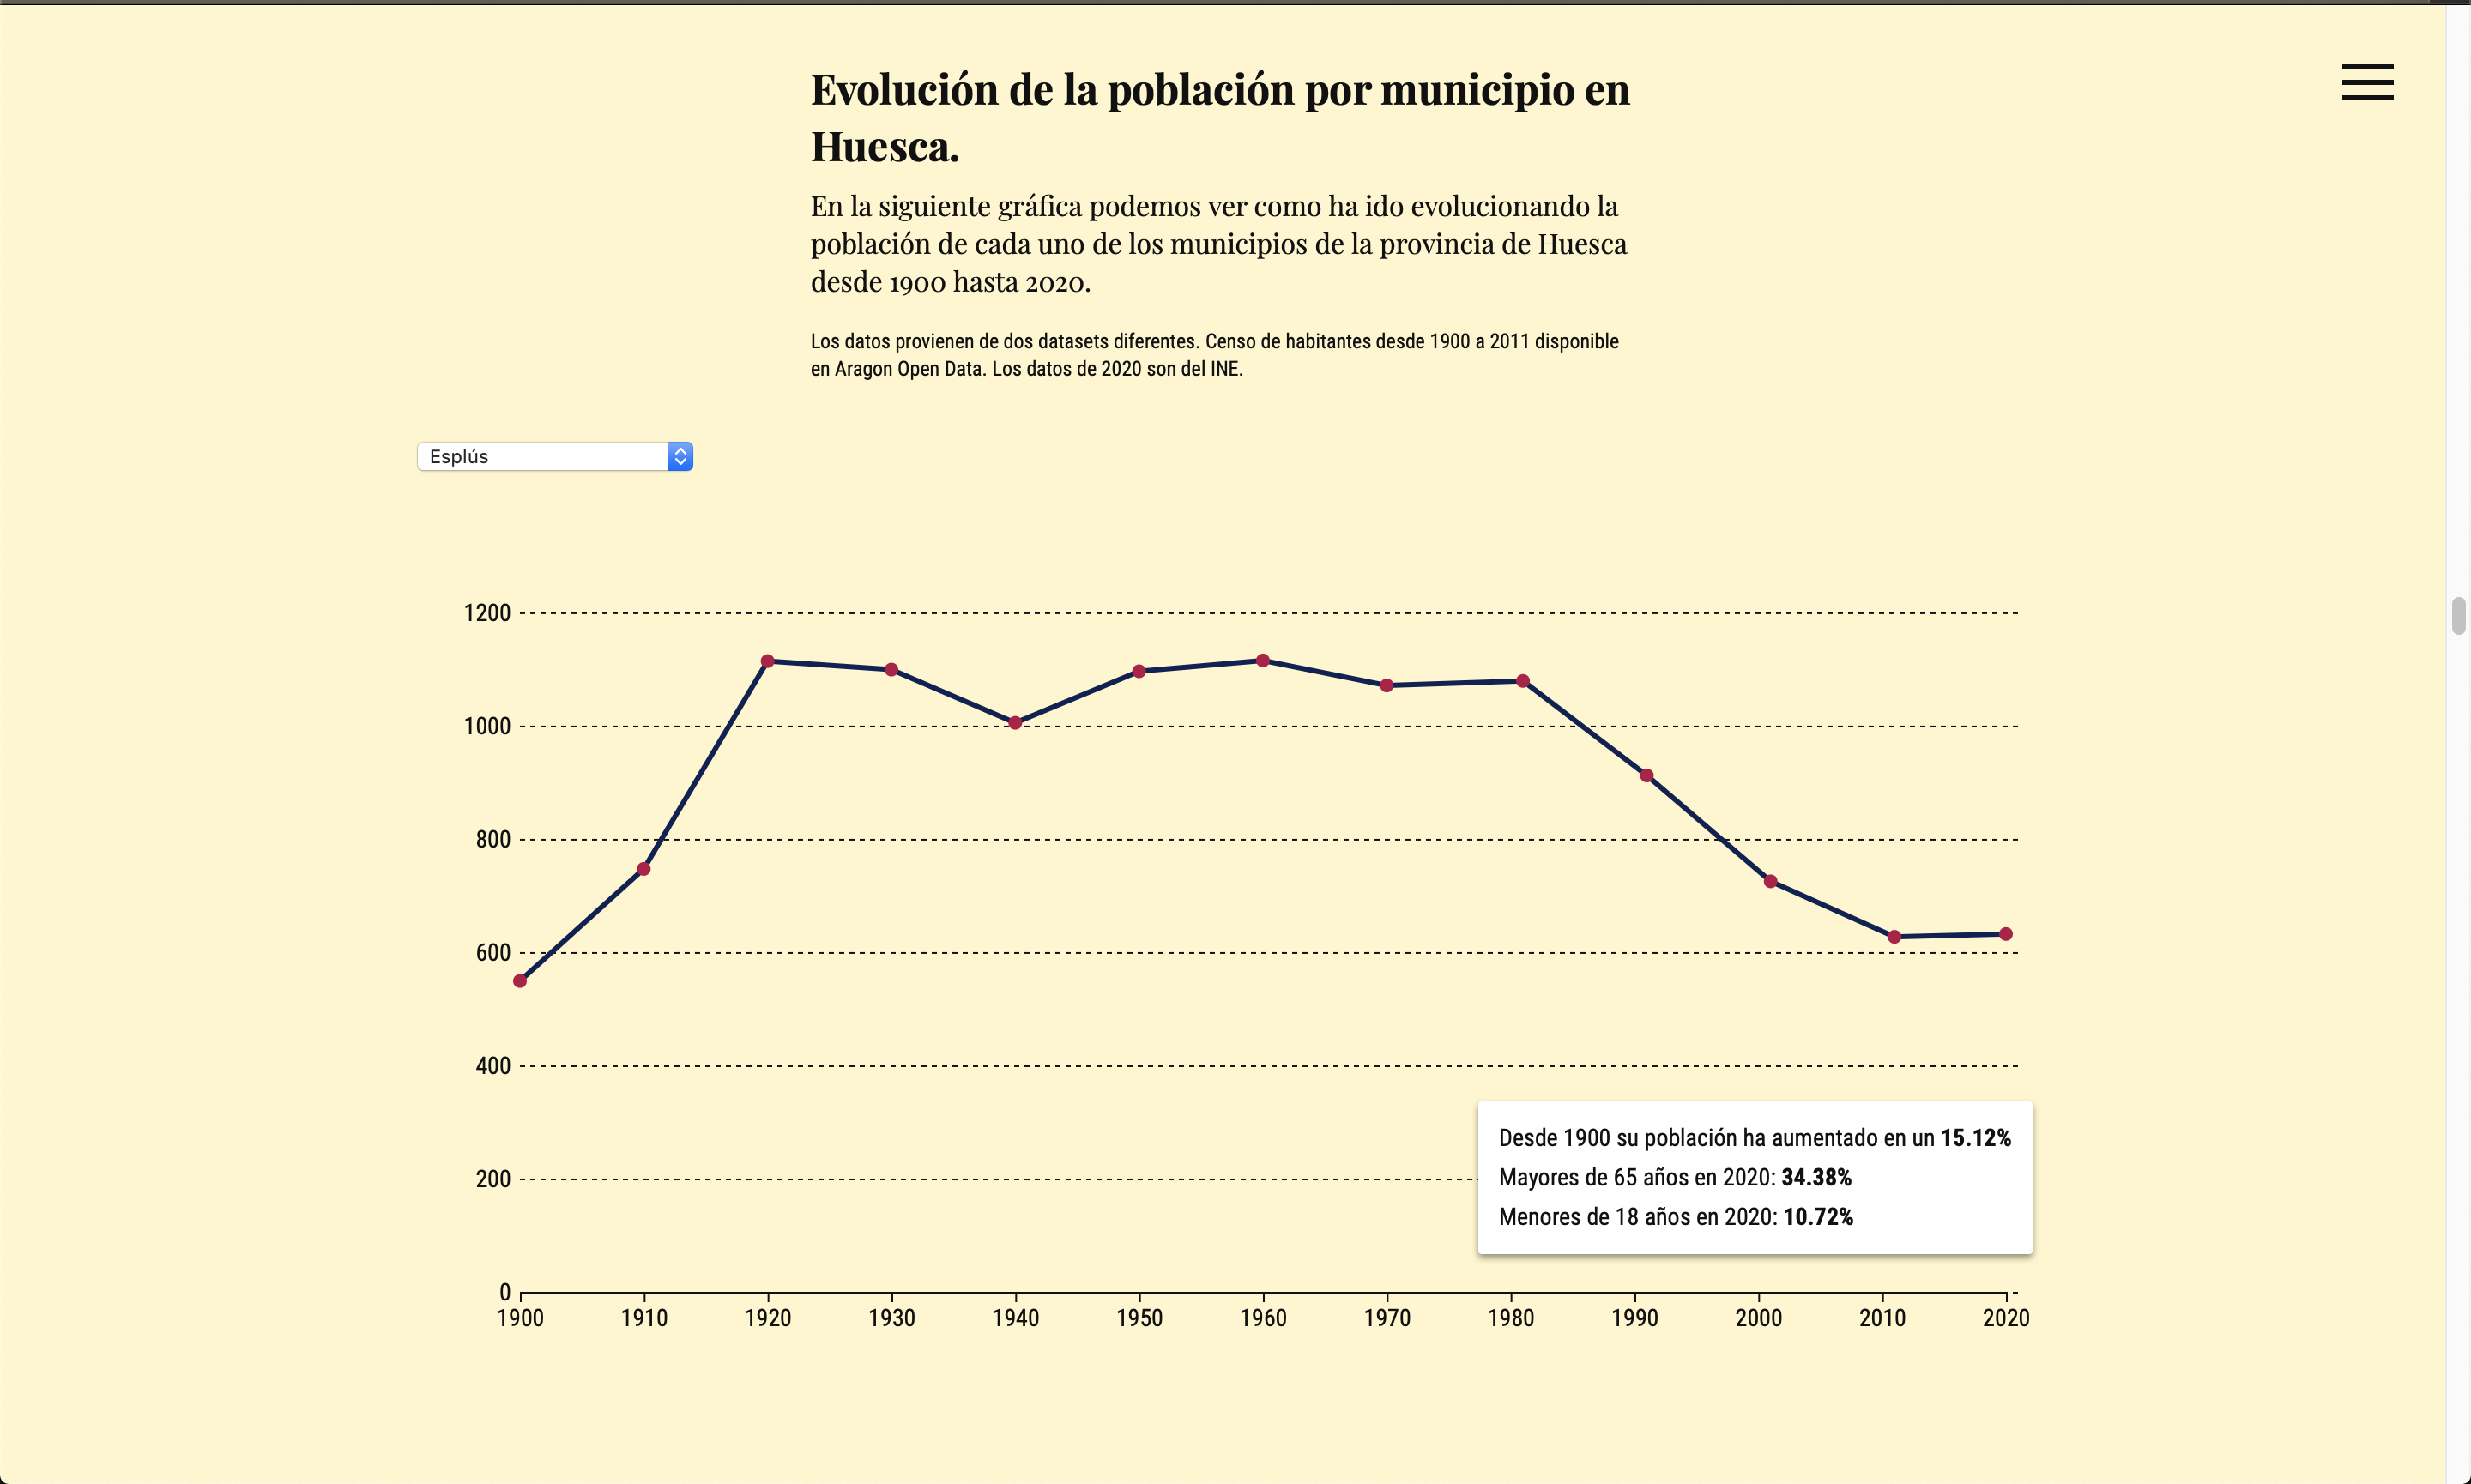 Evolución de la población por municipio en
Huesca.
En la siguiente gráfica podemos ver como ha ido evolucionando la
población de cada uno de los municipios de la provincia de Huesca
desde 1900 hasta 2020.
Los datos provienen de dos datasets diferentes. Censo de habitantes desde 1900 a 2011 disponible
en Aragon Open Data. Los datos de 2020 son del INE.
Esplús
1200
1000
800
600
400
200
0
Desde 1900 su población ha aumentado en un 15.12%
Mayores de 65 años en 2020: 34.38%
Menores de 18 años en 2020: 10.72%
1900 1910 1920 1930 1940 1950 1960 1970 1980 1990 2000 2010 2020